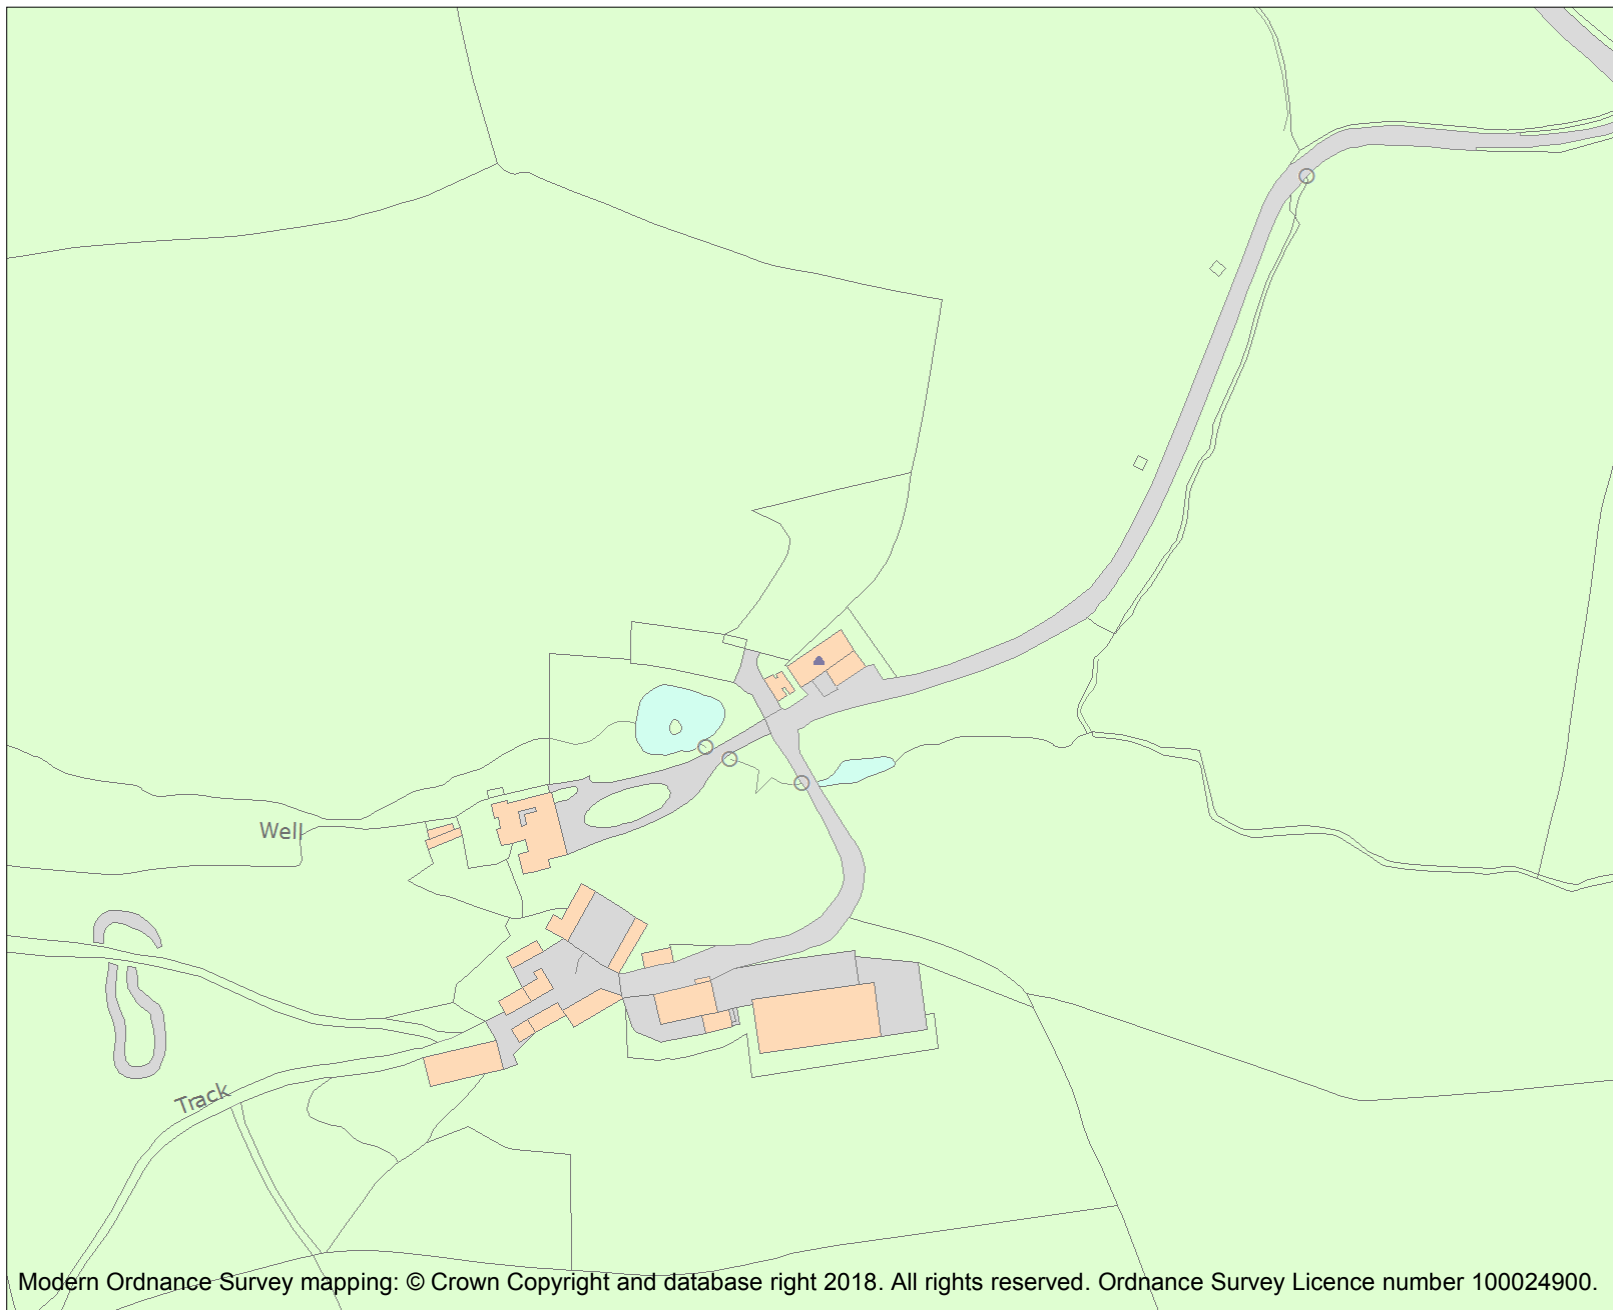 Well
Track
Modern Ordnance Survey mapping: © Crown Copyright and database right 2018. All rights reserved. Ordnance Survey Licence number 100024900.